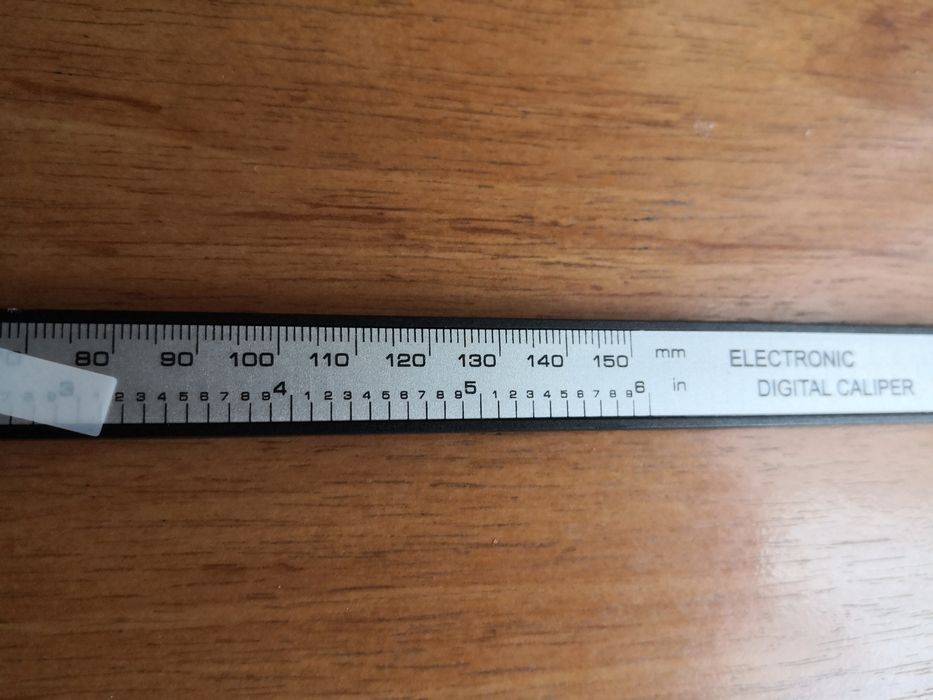 80 90 100 110 120 130 140 150 mm
3 2 3 4 5 6 7 8 9 4 1 2 3 4 5 6 7 8 9 5 1 2 3 4 5 6 7 8 9 6 in
ELECTRONIC
DIGITAL CALIPER